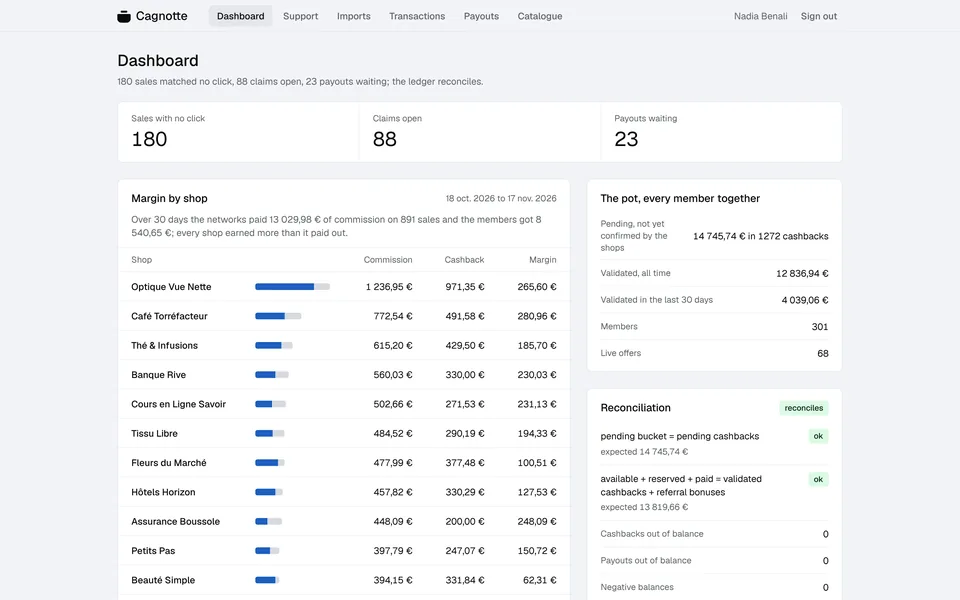 Cagnotte Dashboard Support Imports Transactions Payouts Catalogue Nadia Benali Sign out
Dashboard
180 sales matched no click, 88 claims open, 23 payouts waiting; the ledger reconciles.
Sales with no click
180
Claims open
88
Payouts waiting
23
Margin by shop 18 oct. 2026 to 17 nov. 2026
Over 30 days the networks paid 13 029,98 € of commission on 891 sales and the members got 8
540,65 €; every shop earned more than it paid out.
Shop Commission Cashback Margin
Optique Vue Nette 1 236,95 € 971,35 € 265,60 €
Café Torréfacteur 772,54 € 491,58 € 280,96 €
Thé & Infusions 615,20 € 429,50 € 185,70 €
Banque Rive 560,03 € 330,00 € 230,03 €
Cours en Ligne Savoir 502,66 € 271,53 € 231,13 €
Tissu Libre 484,52 € 290,19 € 194,33 €
Fleurs du Marché 477,99 € 377,48 € 100,51 €
Hôtels Horizon 457,82 € 330,29 € 127,53 €
Assurance Boussole 448,09 € 200,00 € 248,09 €
Petits Pas 397,79 € 247,07 € 150,72 €
Beauté Simple 394,15 € 331,84 € 62,31 €
The pot, every member together
Pending, not yet
confirmed by the
shops
14 745,74 € in 1272 cashbacks
Validated, all time 12 836,94 €
Validated in the last 30 days 4 039,06 €
Members 301
Live offers 68
Reconciliation reconciles
pending bucket = pending cashbacks ok
expected 14 745,74 €
available + reserved + paid = validated ok
cashbacks + referral bonuses
expected 13 819,66 €
Cashbacks out of balance 0
Payouts out of balance 0
Negative balances 0